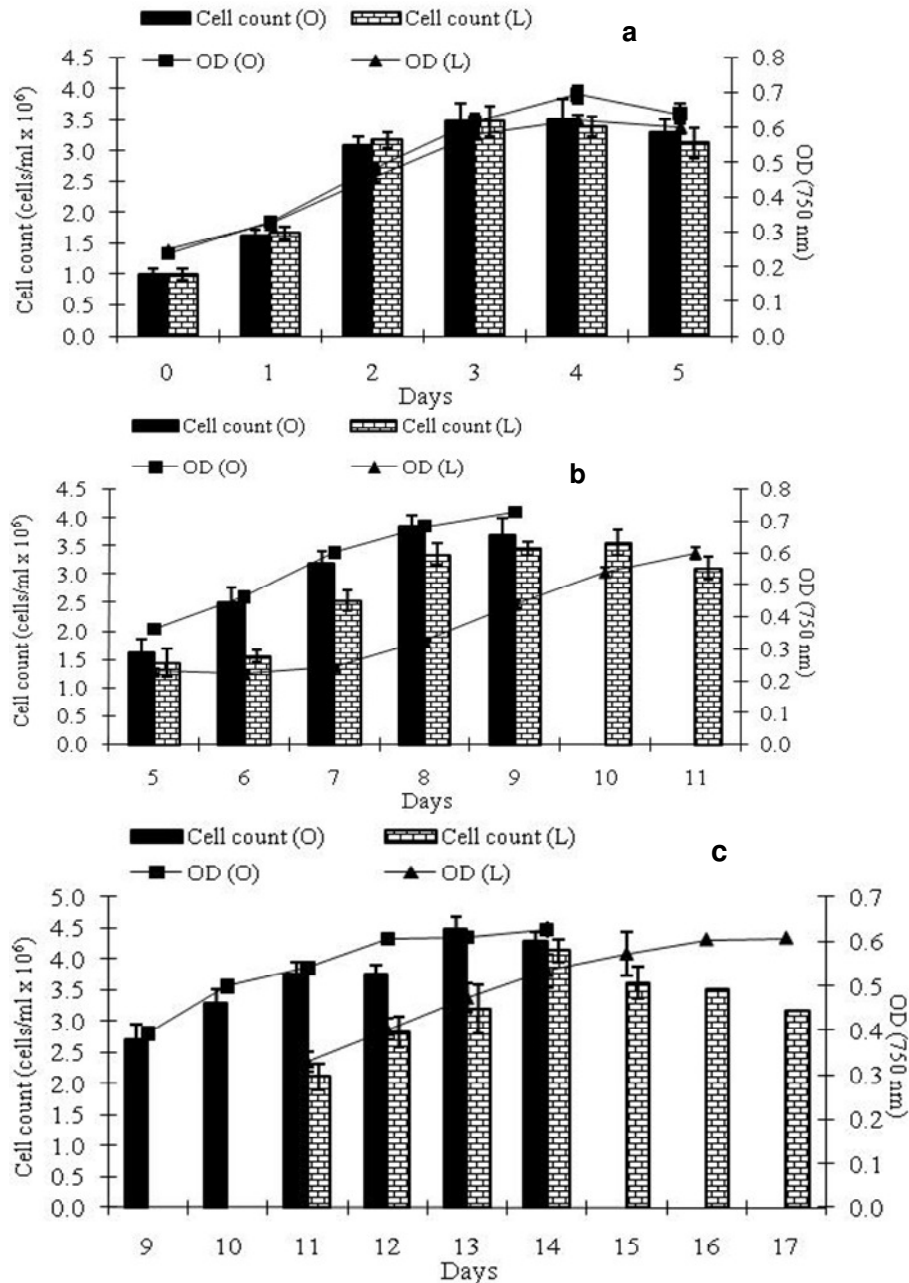 Cell count (O) Cell count (L)
a
OD (O) OD (L)
4.5
4.0
3.5
3.0
2.5
2.0
1.5
1.0
0.5
0.0
Cell count (cells/ml x 10⁶)
0.8
0.7
0.6
0.5
0.4
0.3
0.2
0.1
0.0
OD (750 nm)
0 1 2 3 4 5
Days
Cell count (O) Cell count (L)
OD (O) OD (L)
b
4.5
4.0
3.5
3.0
2.5
2.0
1.5
1.0
0.5
0.0
Cell count (cells/ml x 10⁶)
0.8
0.7
0.6
0.5
0.4
0.3
0.2
0.1
0.0
OD (750 nm)
5 6 7 8 9 10 11
Days
Cell count (O) Cell count (L)
OD (O) OD (L)
c
5.0
4.5
4.0
3.5
3.0
2.5
2.0
1.5
1.0
0.5
0.0
Cell count (cells/ml x 10⁶)
0.7
0.6
0.5
0.4
0.3
0.2
0.1
0.0
OD (750 nm)
9 10 11 12 13 14 15 16 17
Days